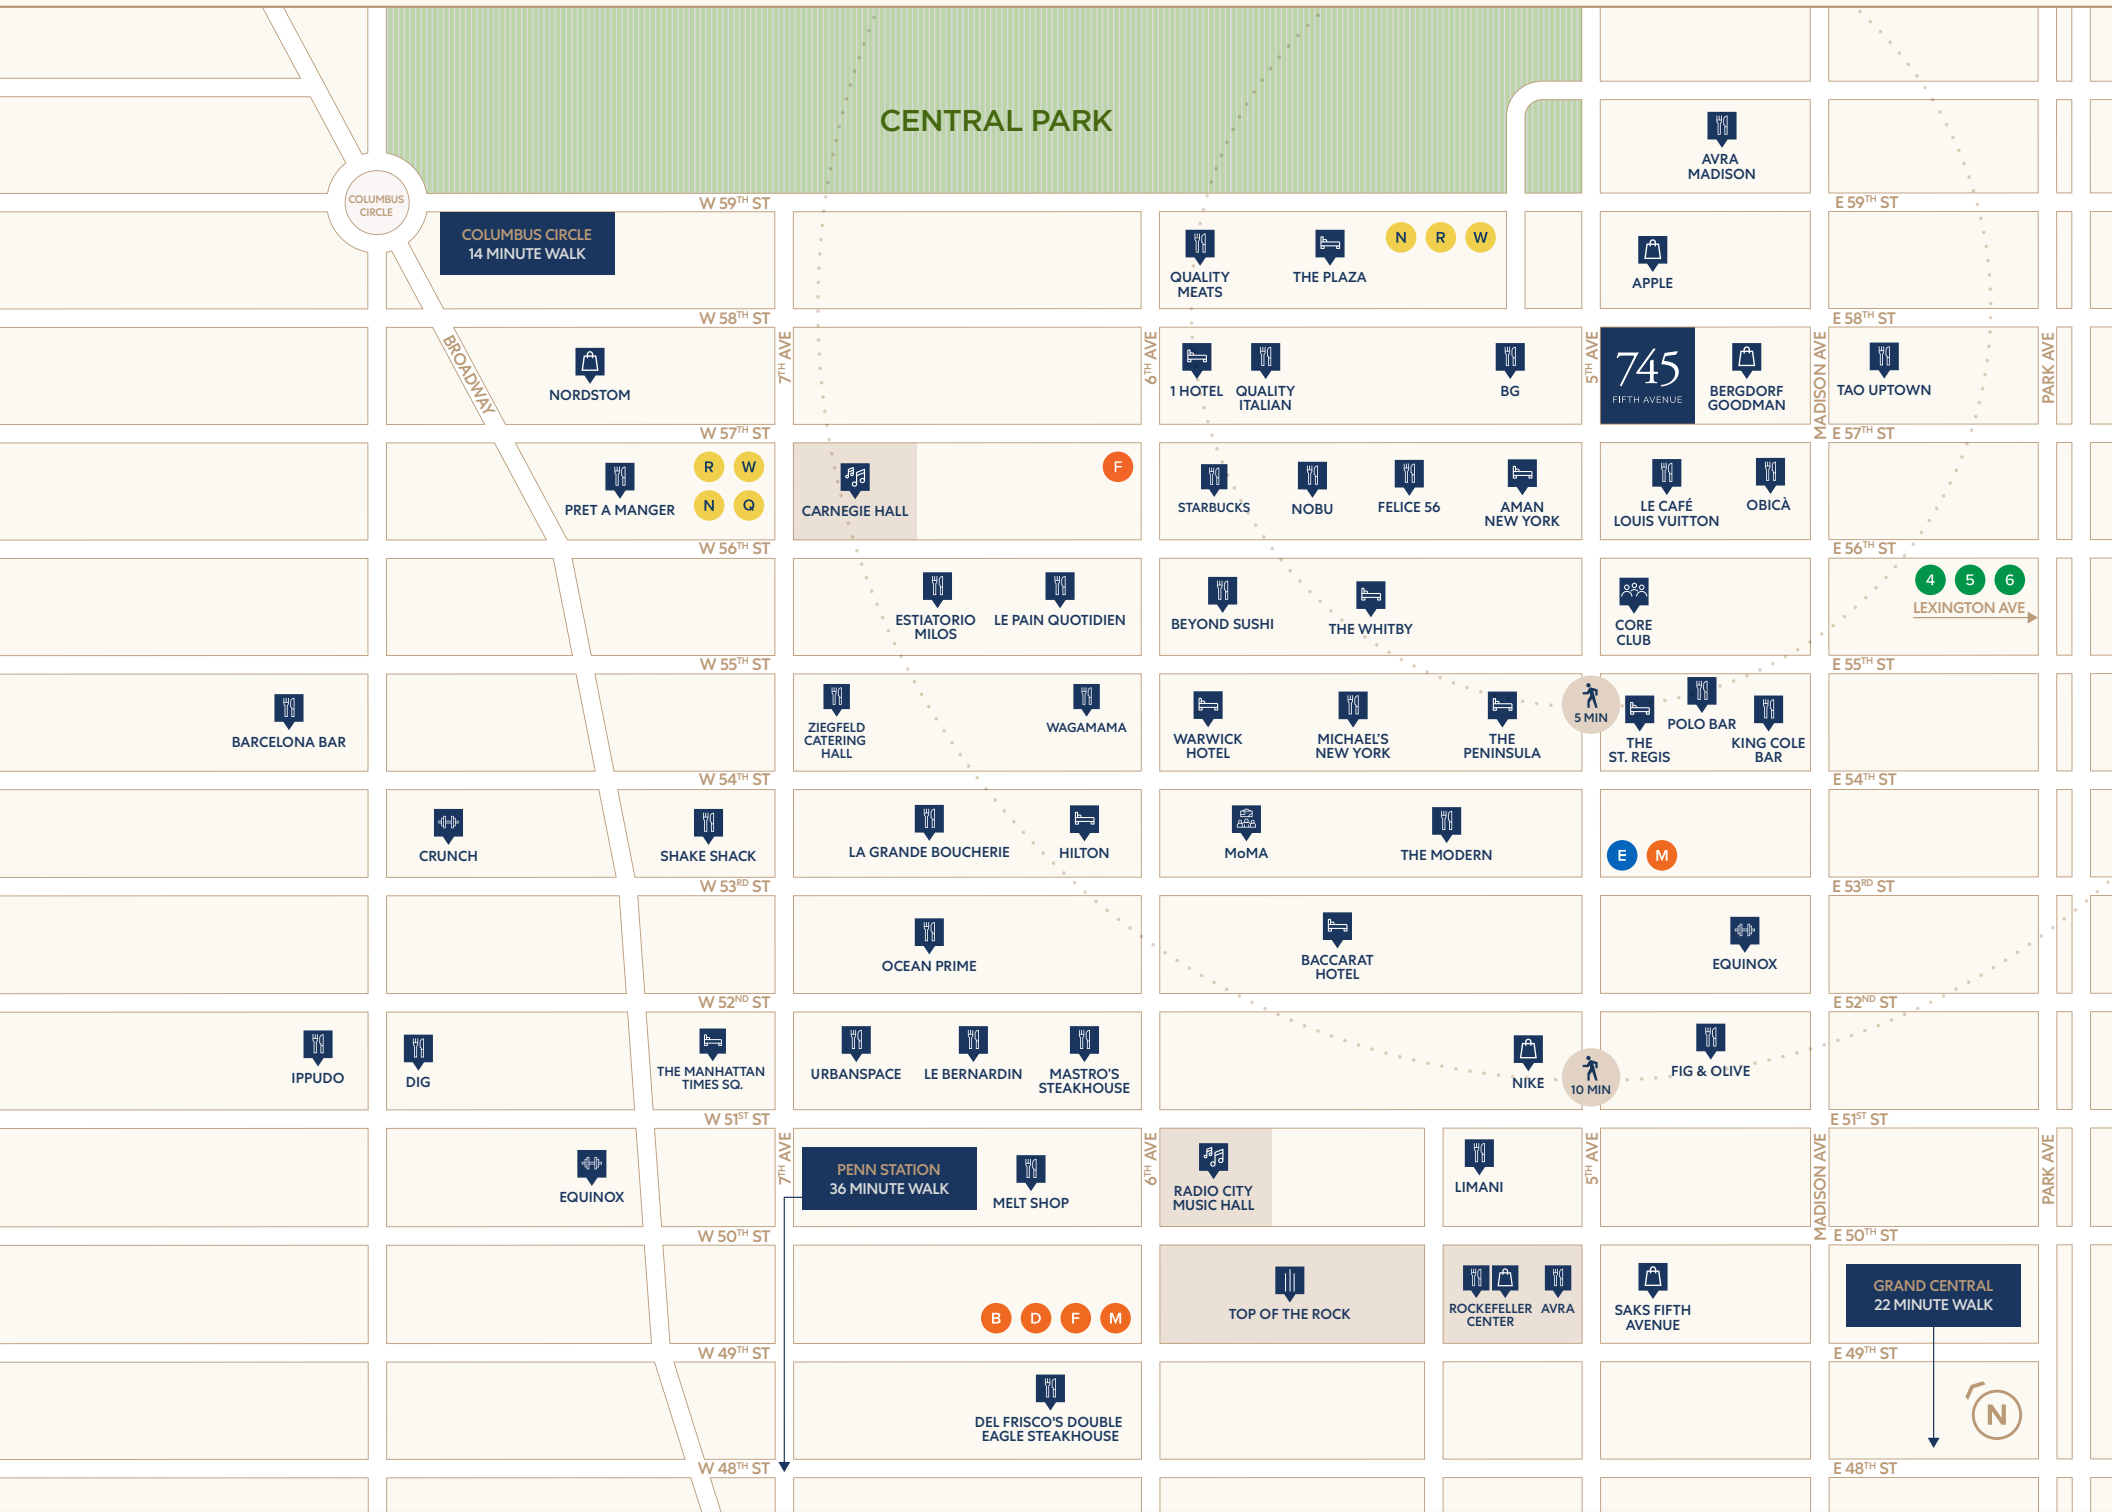 CENTRAL PARK
AVRA
MADISON
COLUMBUS
CIRCLE
W 59TH ST
E 59TH ST
COLUMBUS CIRCLE
14 MINUTE WALK
QUALITY
MEATS
THE PLAZA
N R W
APPLE
W 58TH ST
E 58TH ST
BROADWAY
NORDSTOM
7TH AVE
6TH AVE
1 HOTEL
QUALITY
ITALIAN
BG
5TH AVE
745
FIFTH AVENUE
BERGDORF
GOODMAN
MADISON AVE
TAO UPTOWN
PARK AVE
W 57TH ST
E 57TH ST
PRET A MANGER
R W
N Q
CARNEGIE HALL
F
STARBUCKS
NOBU
FELICE 56
AMAN
NEW YORK
LE CAFÉ
LOUIS VUITTON
OBICÀ
W 56TH ST
E 56TH ST
ESTIATORIO
MILOS
LE PAIN QUOTIDIEN
BEYOND SUSHI
THE WHITBY
CORE
CLUB
4 5 6
LEXINGTON AVE
W 55TH ST
E 55TH ST
BARCELONA BAR
ZIEGFELD
CATERING
HALL
WAGAMAMA
WARWICK
HOTEL
MICHAEL'S
NEW YORK
THE
PENINSULA
5 MIN
THE
ST. REGIS
POLO BAR
KING COLE
BAR
W 54TH ST
E 54TH ST
CRUNCH
SHAKE SHACK
LA GRANDE BOUCHERIE
HILTON
MoMA
THE MODERN
E M
W 53RD ST
E 53RD ST
OCEAN PRIME
BACCARAT
HOTEL
EQUINOX
W 52ND ST
E 52ND ST
IPPUDO
DIG
THE MANHATTAN
TIMES SQ.
URBANSPACE
LE BERNARDIN
MASTRO'S
STEAKHOUSE
NIKE
10 MIN
FIG & OLIVE
W 51ST ST
E 51ST ST
EQUINOX
7TH AVE
PENN STATION
36 MINUTE WALK
MELT SHOP
6TH AVE
RADIO CITY
MUSIC HALL
LIMANI
5TH AVE
MADISON AVE
PARK AVE
W 50TH ST
E 50TH ST
B D F M
TOP OF THE ROCK
ROCKEFELLER
CENTER
AVRA
SAKS FIFTH
AVENUE
GRAND CENTRAL
22 MINUTE WALK
W 49TH ST
E 49TH ST
DEL FRISCO'S DOUBLE
EAGLE STEAKHOUSE
N
W 48TH ST
E 48TH ST